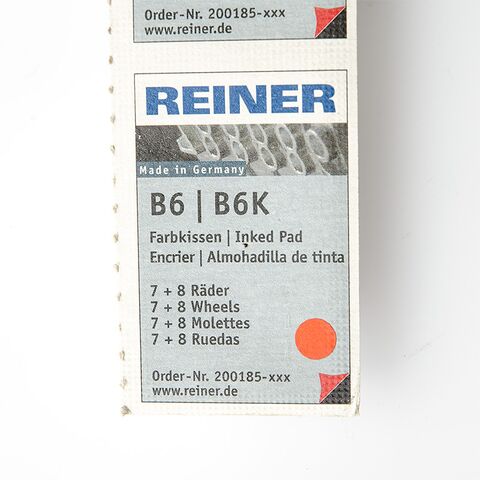 Order-Nr. 200185-xxx
www.reiner.de
REINER
Made in Germany
B6 | B6K
Farbkissen | Inked Pad
Encrier | Almohadilla de tinta
7 + 8 Räder
7 + 8 Wheels
7 + 8 Molettes
7 + 8 Ruedas
Order-Nr. 200185-xxx
www.reiner.de